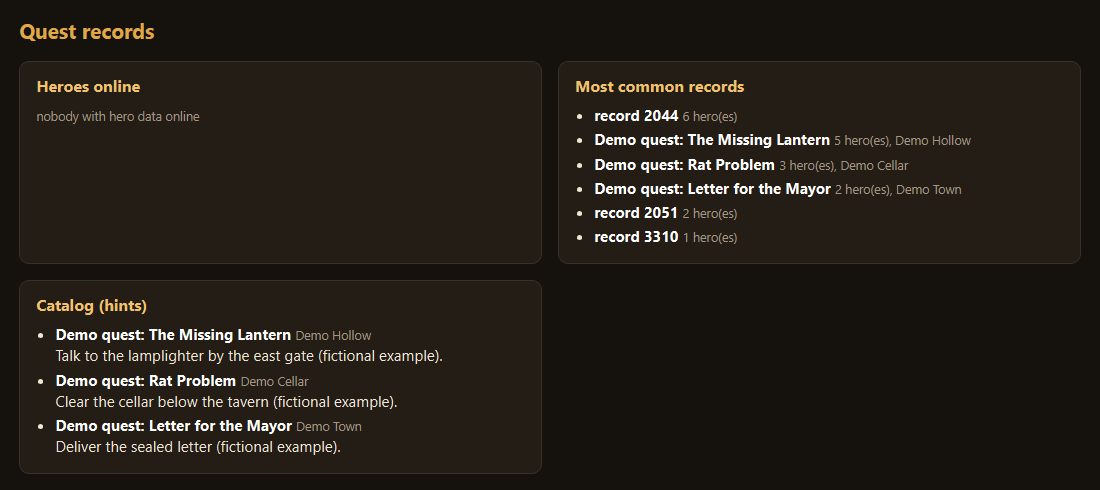 Quest records
Heroes online
nobody with hero data online
Most common records
record 2044 6 hero(es)
Demo quest: The Missing Lantern 5 hero(es), Demo Hollow
Demo quest: Rat Problem 3 hero(es), Demo Cellar
Demo quest: Letter for the Mayor 2 hero(es), Demo Town
record 2051 2 hero(es)
record 3310 1 hero(es)
Catalog (hints)
Demo quest: The Missing Lantern Demo Hollow
Talk to the lamplighter by the east gate (fictional example).
Demo quest: Rat Problem Demo Cellar
Clear the cellar below the tavern (fictional example).
Demo quest: Letter for the Mayor Demo Town
Deliver the sealed letter (fictional example).